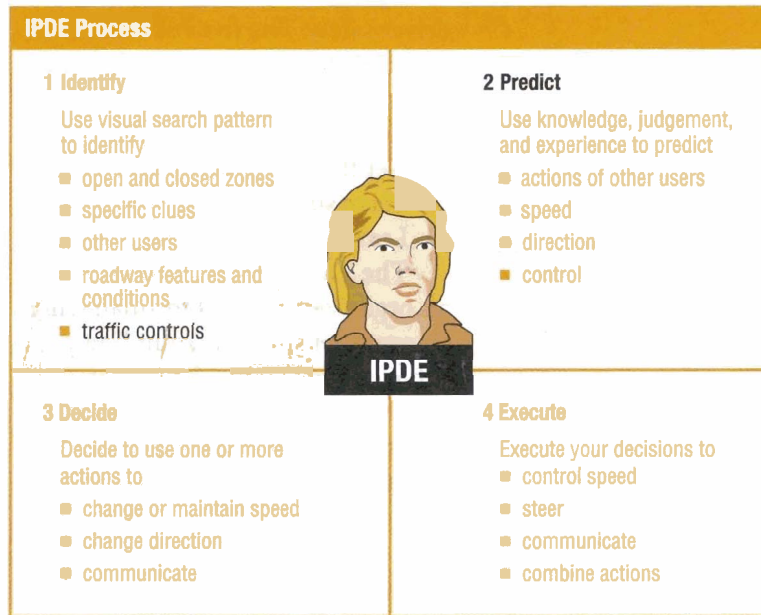 IPDE Process
1 Identify
Use visual search pattern
to identify
open and closed zones
specific clues
other users
roadway features and
conditions
traffic controls
2 Predict
Use knowledge, judgement,
and experience to predict
actions of other users
speed
direction
control
IPDE
3 Decide
Decide to use one or more
actions to
change or maintain speed
change direction
communicate
4 Execute
Execute your decisions to
control speed
steer
communicate
combine actions